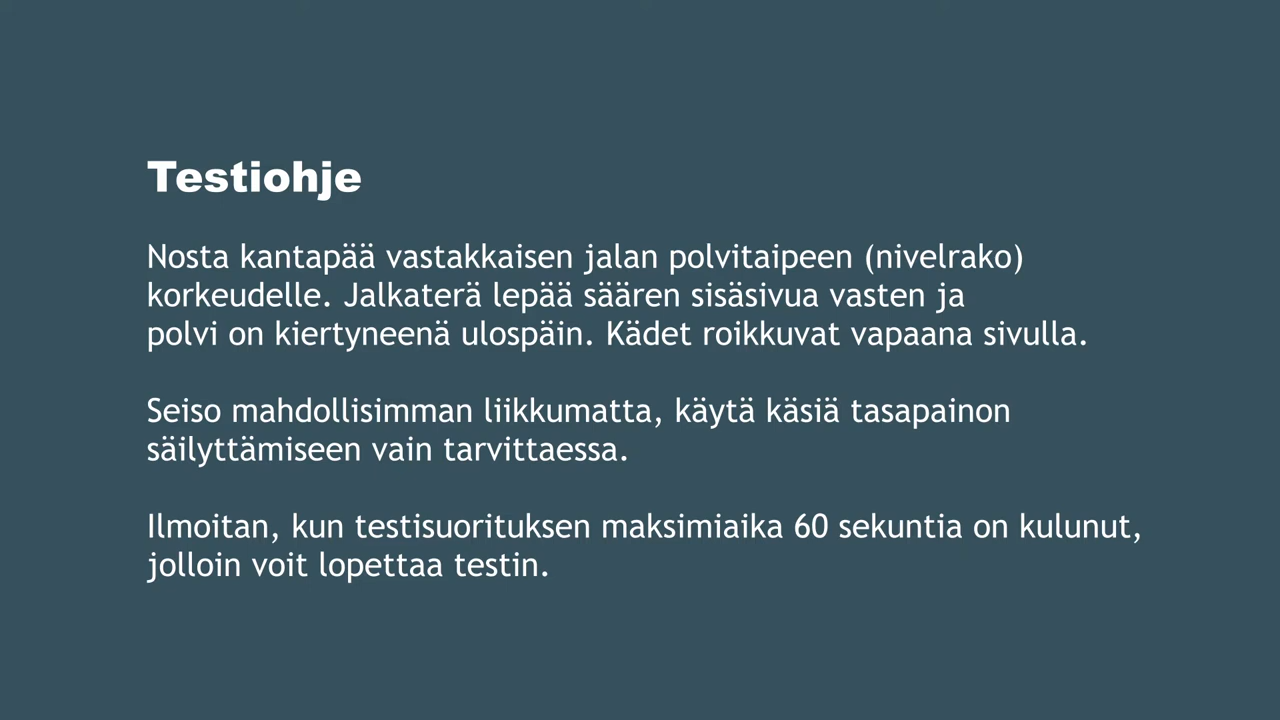 Testiohje
Nosta kantapää vastakkaisen jalan polvitaipeen (nivelrako)
korkeudelle. Jalkaterä lepää säären sisäsivua vasten ja
polvi on kiertyneenä ulospäin. Kädet roikkuvat vapaana sivulla.
Seiso mahdollisimman liikkumatta, käytä käsiä tasapainon
säilyttämiseen vain tarvittaessa.
Ilmoitan, kun testisuorituksen maksimiaika 60 sekuntia on kulunut,
jolloin voit lopettaa testin.